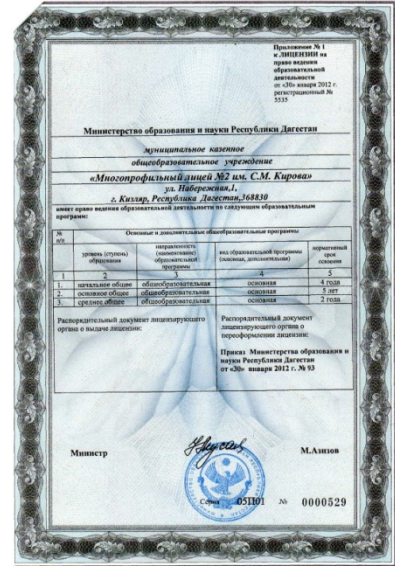 Приложение № 1
к ЛИЦЕНЗИИ на
право ведения
образовательной
деятельности
от «30» января 2012 г.
регистрационный №
5535
Министерство образования и науки Республики Дагестан
муниципальное казенное
общеобразовательное учреждение
«Многопрофильный лицей №2 им. С.М. Кирова»
ул. Набережная,1,
г. Кизляр, Республика Дагестан,368830
имеет право ведения образовательной деятельности по следующим образовательным
программам:
№ п/п
Основные и дополнительные общеобразовательные программы
уровень (ступень) образования
направленность (наименование) образовательной программы
вид образовательной программы (основная, дополнительная)
нормативный срок освоения
1 2 3 4 5
1. начальное общее общеобразовательная основная 4 года
2. основное общее общеобразовательная основная 5 лет
3. среднее общее общеобразовательная основная 2 года
Распорядительный документ лицензирующего
органа о выдаче лицензии:
Распорядительный документ
лицензирующего органа о
переоформлении лицензии:
Приказ Министерства образования и
науки Республики Дагестан
от «30» января 2012 г. № 93
Министр М.Азизов
Серия 05П01 № 0000529